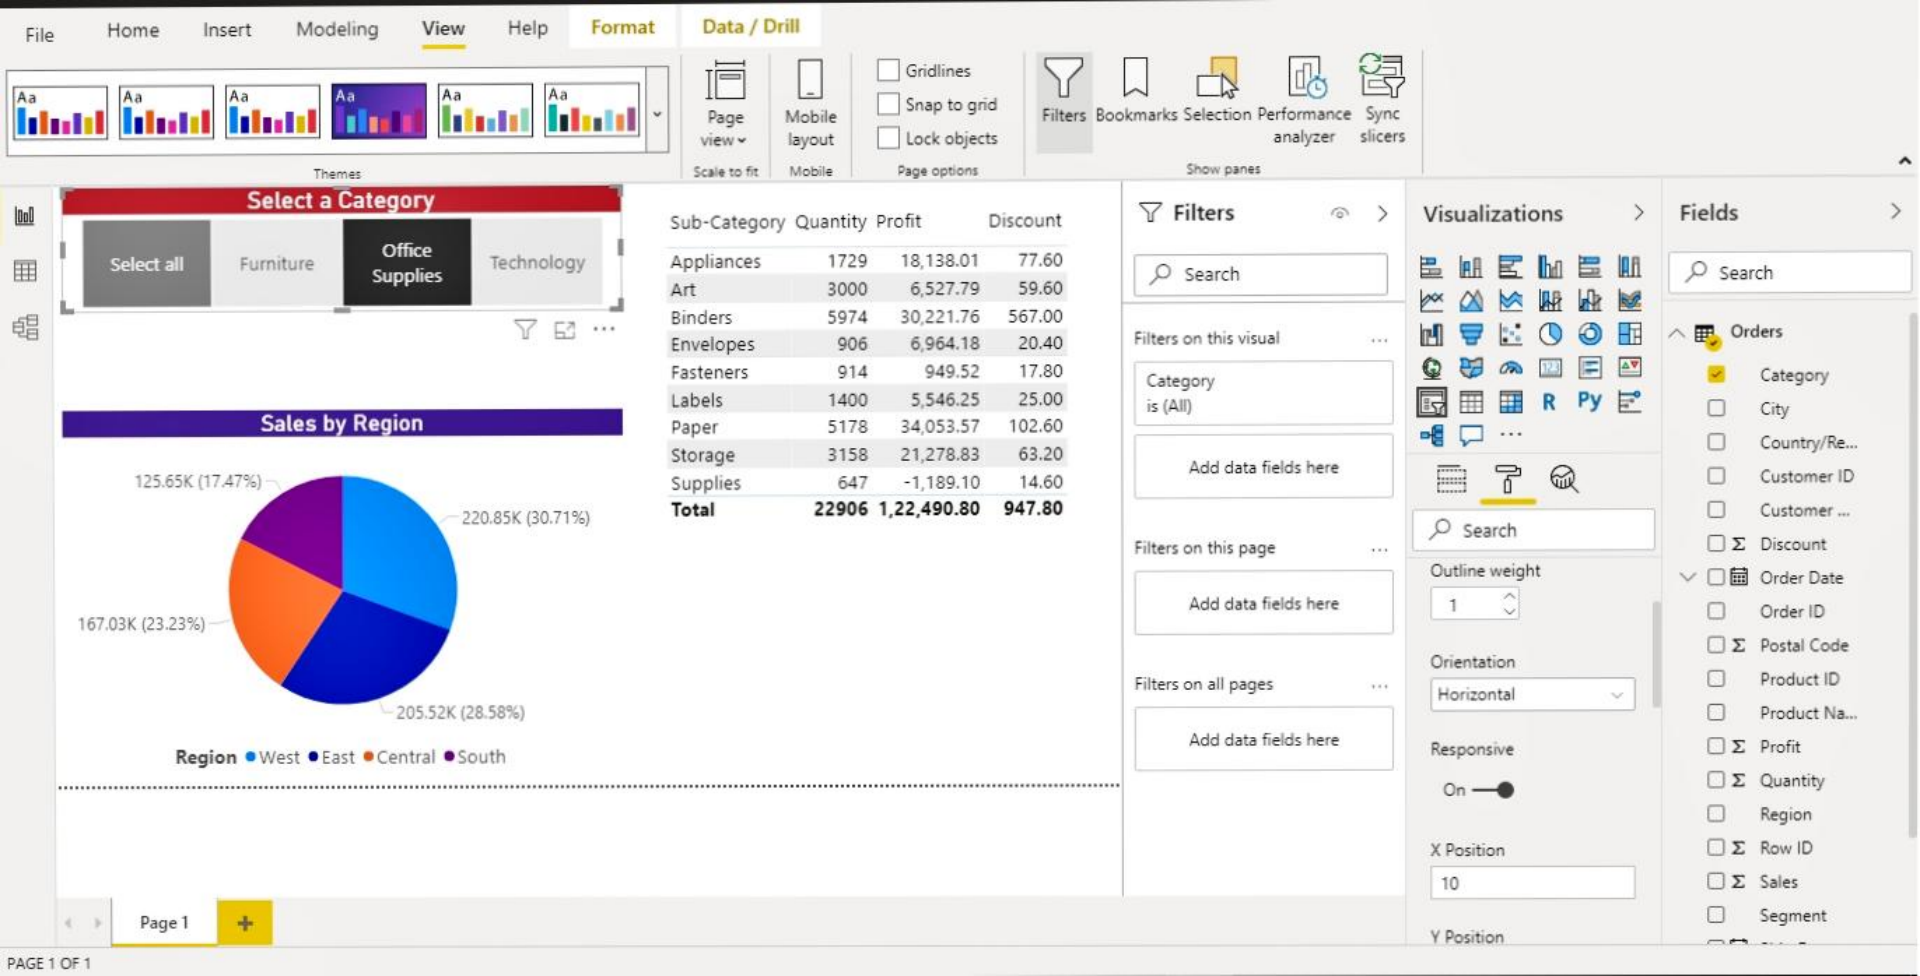 File Home Insert Modeling View Help Format Data / Drill
Aa Aa Aa Aa Aa Aa
Page view
Mobile layout
Gridlines
Snap to grid
Lock objects
Filters Bookmarks Selection Performance analyzer Sync slicers
Themes Scale to fit Mobile Page options Show panes
Select a Category
Select all Furniture Office Supplies Technology
Sales by Region
125.65K (17.47%)
220.85K (30.71%)
167.03K (23.23%)
205.52K (28.58%)
Region West East Central South
Sub-Category Quantity Profit Discount
Appliances 1729 18,138.01 77.60
Art 3000 6,527.79 59.60
Binders 5974 30,221.76 567.00
Envelopes 906 6,964.18 20.40
Fasteners 914 949.52 17.80
Labels 1400 5,546.25 25.00
Paper 5178 34,053.57 102.60
Storage 3158 21,278.83 63.20
Supplies 647 -1,189.10 14.60
Total 22906 1,22,490.80 947.80
Filters
Search
Filters on this visual ...
Category
is (All)
Add data fields here
Filters on this page ...
Add data fields here
Filters on all pages ...
Add data fields here
Visualizations
R Py
...
Search
Outline weight
1
Orientation
Horizontal
Responsive
On
X Position
10
Y Position
Fields
Search
Orders
Category
City
Country/Re...
Customer ID
Customer ...
Σ Discount
Order Date
Order ID
Σ Postal Code
Product ID
Product Na...
Σ Profit
Σ Quantity
Region
Σ Row ID
Σ Sales
Segment
Page 1 +
PAGE 1 OF 1